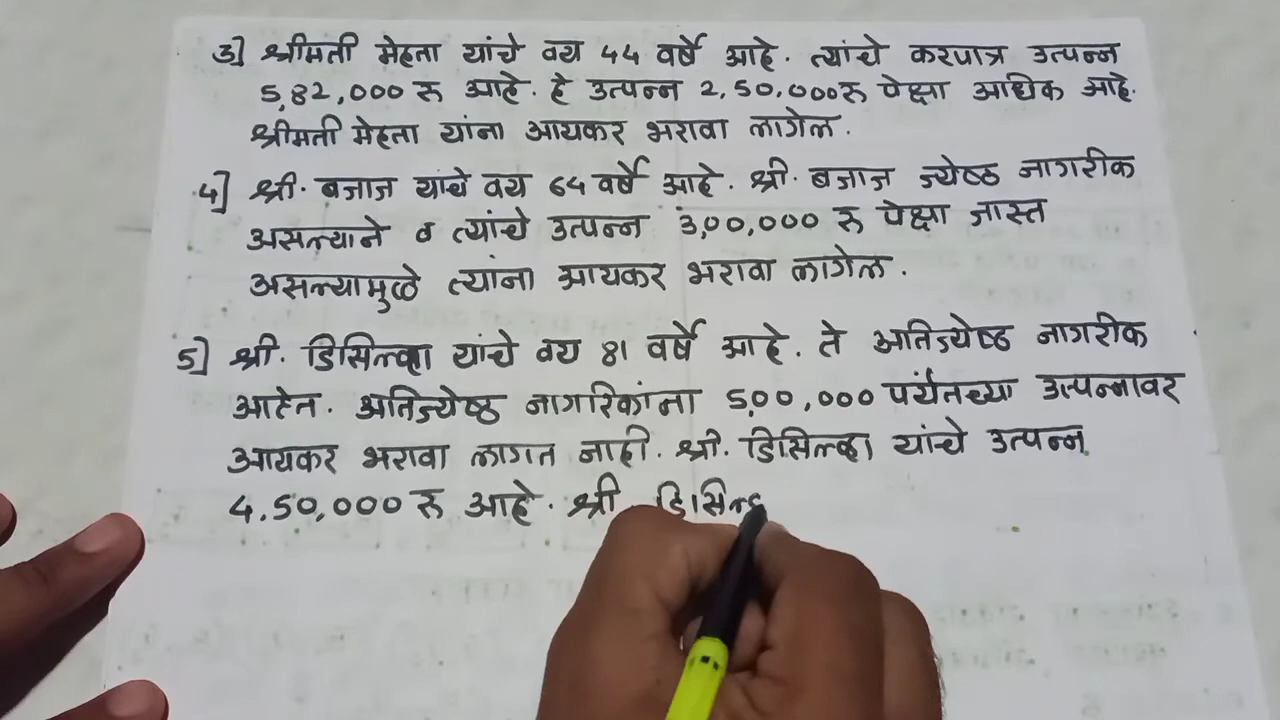 3] श्रीमती मेहता यांचे वय 44 वर्षे आहे. त्यांचे करपात्र उत्पन्न
5,82,000 रु आहे. हे उत्पन्न 2,50,000रु पेक्षा अधिक आहे.
श्रीमती मेहता यांना आयकर भरावा लागेल.
4] श्री. बजाज यांचे वय 64 वर्षे आहे. श्री. बजाज ज्येष्ठ नागरीक
असल्याने व त्यांचे उत्पन्न 3,00,000 रु पेक्षा जास्त
असल्यामुळे त्यांना आयकर भरावा लागेल.
5] श्री. डिसिल्व्हा यांचे वय 81 वर्षे आहे. ते अतिज्येष्ठ नागरीक
आहेत. अतिज्येष्ठ नागरिकांना 5,00,000 पर्यंतच्या उत्पन्नावर
आयकर भरावा लागत नाही. श्री. डिसिल्व्हा यांचे उत्पन्न
4,50,000 रु आहे. श्री